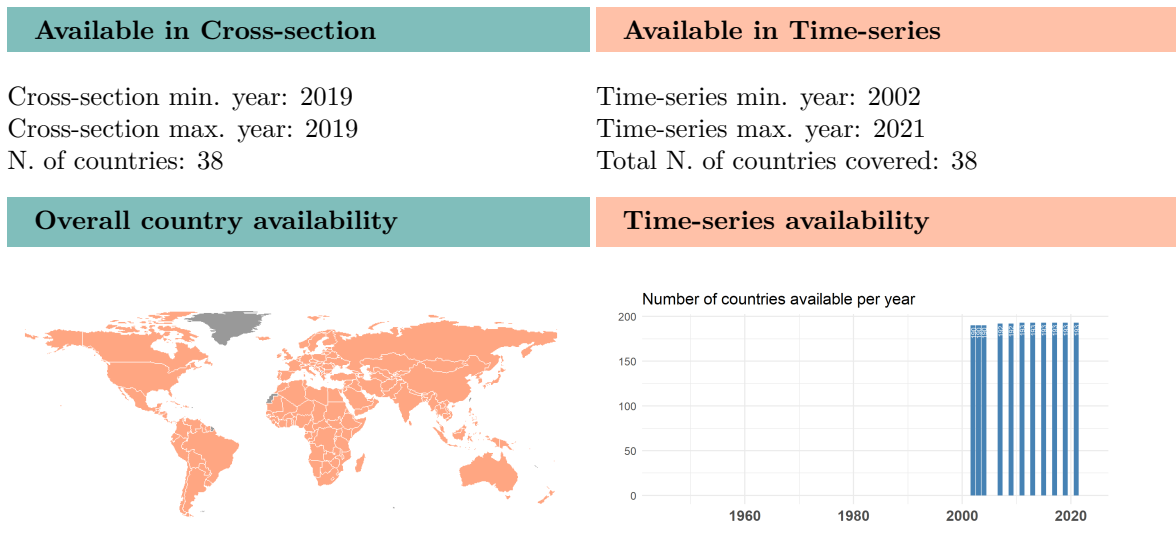 Available in Cross-section
Available in Time-series
Cross-section min. year: 2019
Cross-section max. year: 2019
N. of countries: 38
Time-series min. year: 2002
Time-series max. year: 2021
Total N. of countries covered: 38
Overall country availability
Time-series availability
Number of countries available per year
200
150
100
50
0
1960 1980 2000 2020